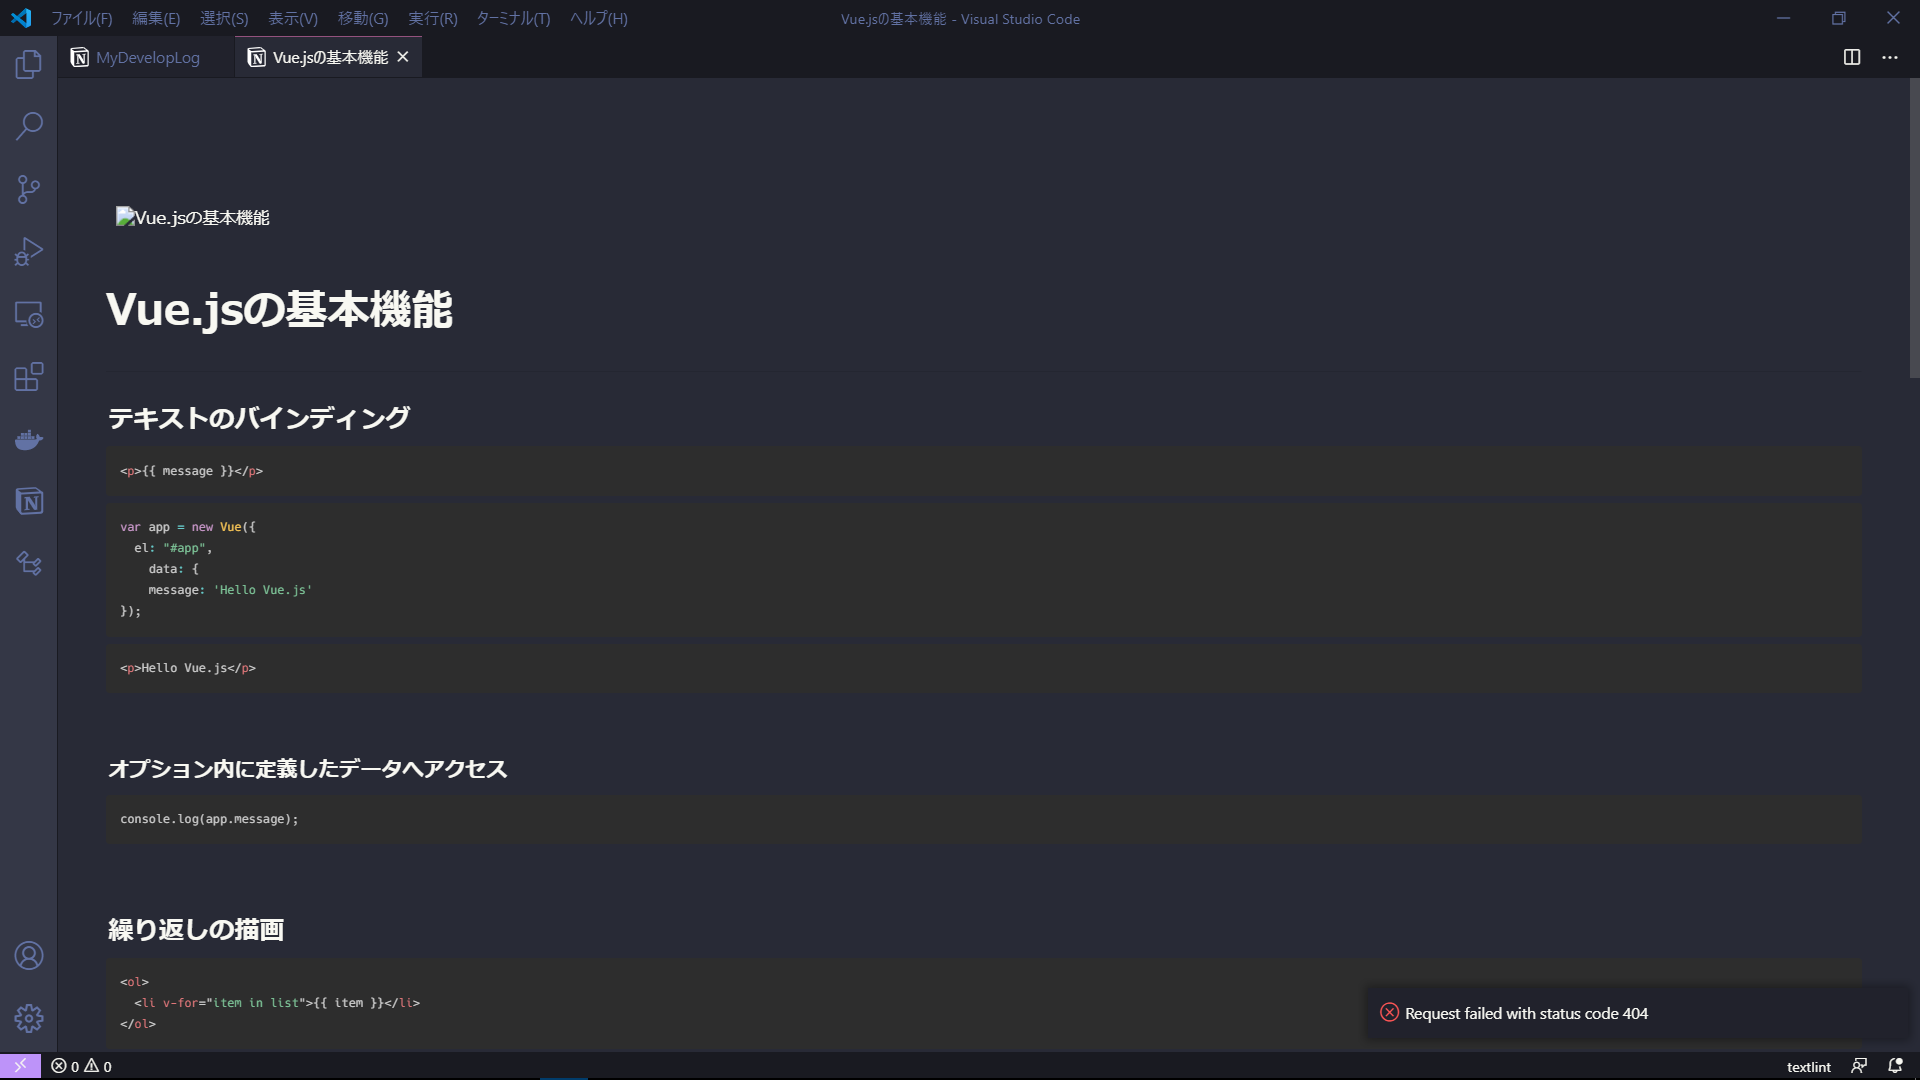 ファイル(F) 編集(E) 選択(S) 表示(V) 移動(G) 実行(R) ターミナル(T) ヘルプ(H) Vue.jsの基本機能 - Visual Studio Code
MyDevelopLog Vue.jsの基本機能
Vue.jsの基本機能
Vue.jsの基本機能
テキストのバインディング
<p>{{ message }}</p>
var app = new Vue({
  el: "#app",
    data: {
    message: 'Hello Vue.js'
});
<p>Hello Vue.js</p>
オプション内に定義したデータへアクセス
console.log(app.message);
繰り返しの描画
<ol>
  <li v-for="item in list">{{ item }}</li>
</ol>
Request failed with status code 404
0 0 textlint